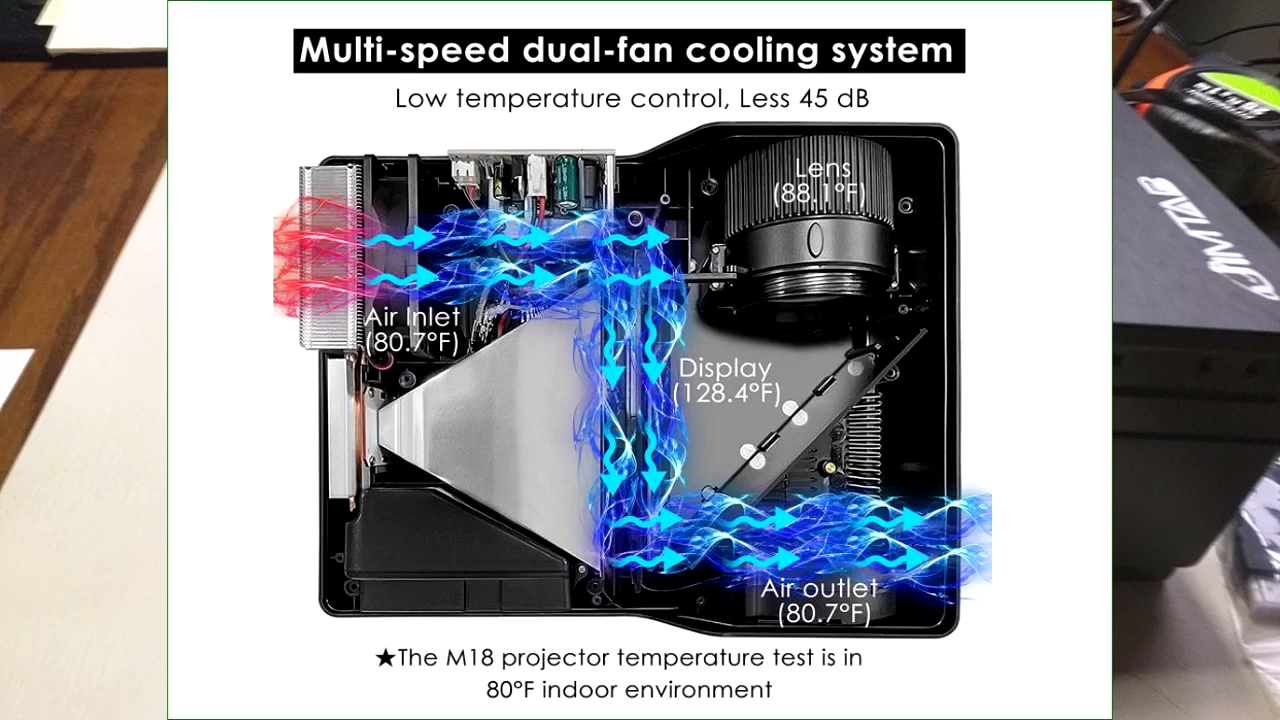 Multi-speed dual-fan cooling system
Low temperature control, Less 45 dB
Lens
(88.1°F)
Air Inlet
(80.7°F)
Display
(128.4°F)
Air outlet
(80.7°F)
★The M18 projector temperature test is in
80°F indoor environment